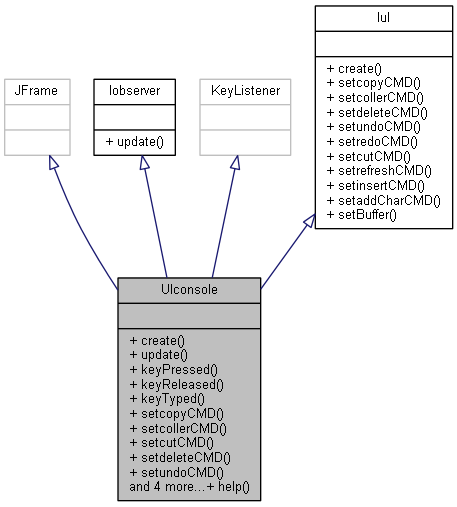 IuI
+ create()
+ setcopyCMD()
+ setcollerCMD()
+ setdeleteCMD()
+ setundoCMD()
+ setredoCMD()
+ setcutCMD()
+ setrefreshCMD()
+ setinsertCMD()
+ setaddCharCMD()
+ setBuffer()
JFrame
Iobserver
+ update()
KeyListener
UIconsole
+ create()
+ update()
+ keyPressed()
+ keyReleased()
+ keyTyped()
+ setcopyCMD()
+ setcollerCMD()
+ setcutCMD()
+ setdeleteCMD()
+ setundoCMD()
and 4 more...+ help()